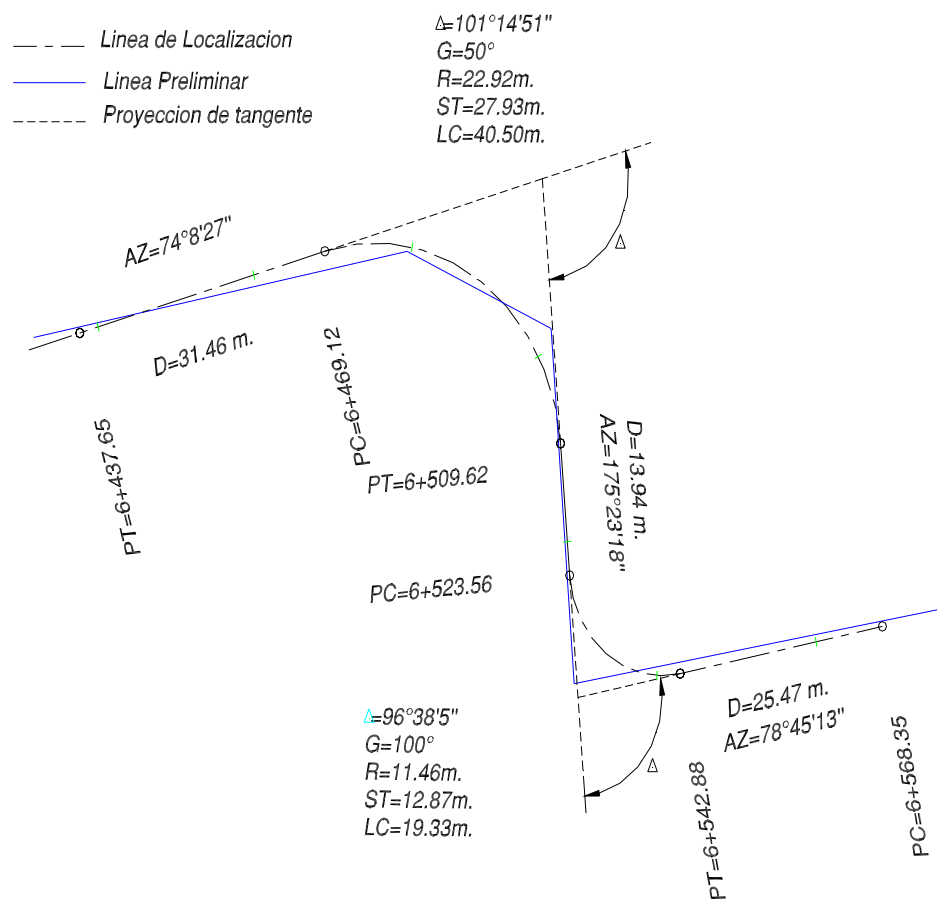 Linea de Localizacion
Linea Preliminar
Proyeccion de tangente
Δ=101°14'51"
G=50°
R=22.92m.
ST=27.93m.
LC=40.50m.
AZ=74°8'27"
Δ
D=31.46 m.
PC=6+469.12
PT=6+437.65
PT=6+509.62
D=13.94 m.
AZ=175°23'18"
PC=6+523.56
Δ=96°38'5"
G=100°
R=11.46m.
ST=12.87m.
LC=19.33m.
Δ
D=25.47 m.
AZ=78°45'13"
PT=6+542.88
PC=6+568.35